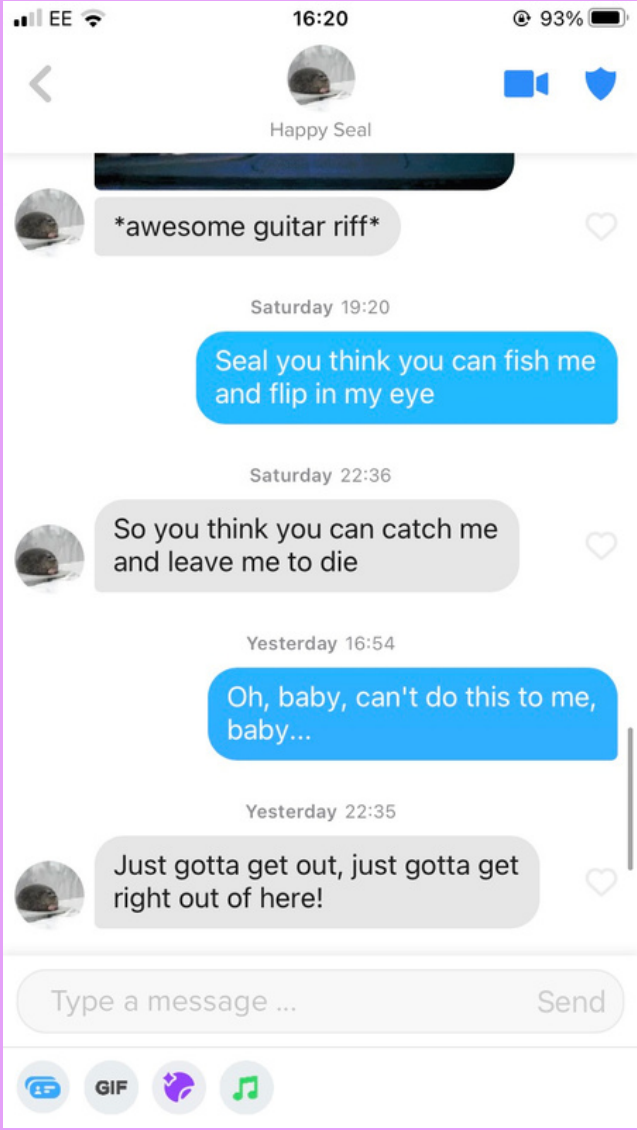 EE 16:20 93%
Happy Seal
*awesome guitar riff*
Saturday 19:20
Seal you think you can fish me
and flip in my eye
Saturday 22:36
So you think you can catch me
and leave me to die
Yesterday 16:54
Oh, baby, can't do this to me,
baby...
Yesterday 22:35
Just gotta get out, just gotta get
right out of here!
Type a message ... Send
GIF